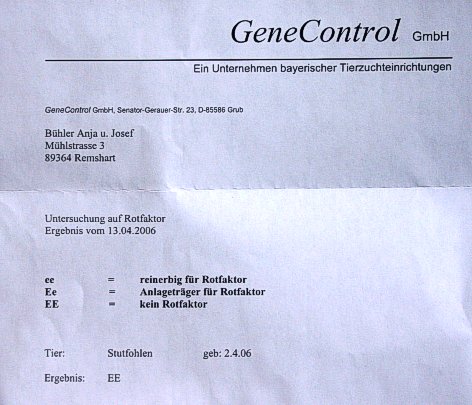 GeneControl GmbH
Ein Unternehmen bayerischer Tierzuchteinrichtungen
GeneControl GmbH, Senator-Gerauer-Str. 23, D-85586 Grub
Bühler Anja u. Josef
Mühlstrasse 3
89364 Remshart
Untersuchung auf Rotfaktor
Ergebnis vom 13.04.2006
ee = reinerbig für Rotfaktor
Ee = Anlageträger für Rotfaktor
EE = kein Rotfaktor
Tier: Stutfohlen geb: 2.4.06
Ergebnis: EE